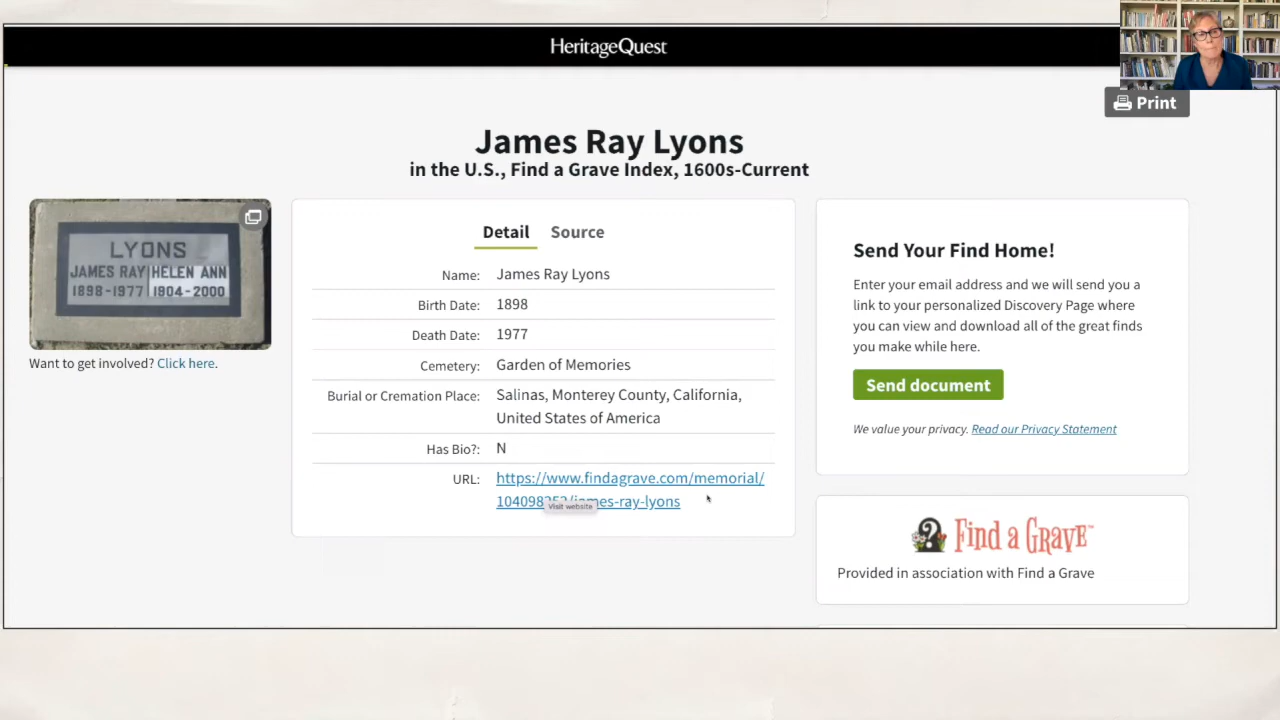 HeritageQuest
Print
James Ray Lyons
in the U.S., Find a Grave Index, 1600s-Current
LYONS
JAMES RAY HELEN ANN
1898-1977 1904-2000
Want to get involved? Click here.
Detail Source
Name: James Ray Lyons
Birth Date: 1898
Death Date: 1977
Cemetery: Garden of Memories
Burial or Cremation Place: Salinas, Monterey County, California,
United States of America
Has Bio?: N
URL: https://www.findagrave.com/memorial/
/james-ray-lyons
Visit website
Send Your Find Home!
Enter your email address and we will send you a
link to your personalized Discovery Page where
you can view and download all of the great finds
you make while here.
Send document
We value your privacy. Read our Privacy Statement
Find a Grave™
Provided in association with Find a Grave